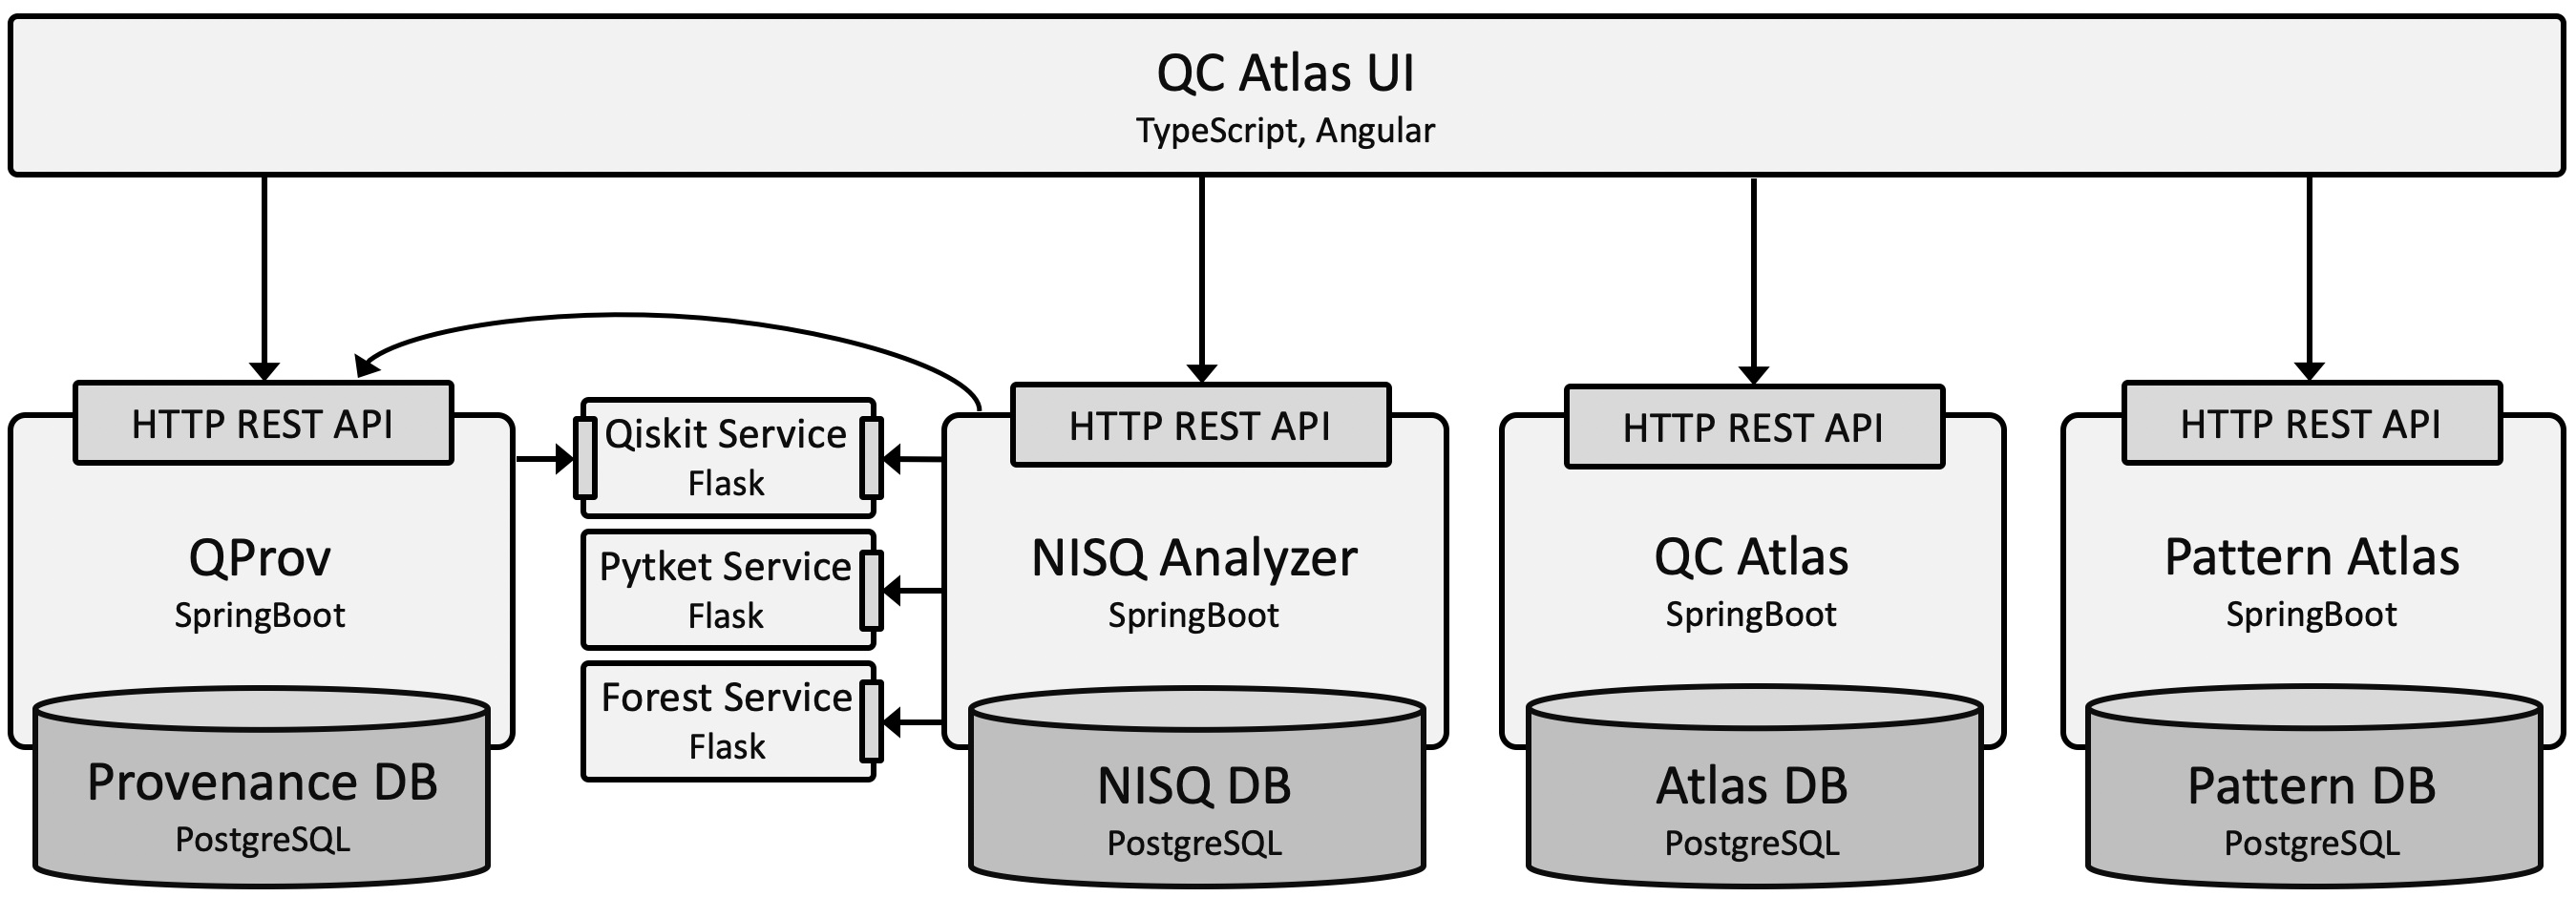 QC Atlas UI
TypeScript, Angular
HTTP REST API
QProv
SpringBoot
Provenance DB
PostgreSQL
Qiskit Service
Flask
Pytket Service
Flask
Forest Service
Flask
HTTP REST API
NISQ Analyzer
SpringBoot
NISQ DB
PostgreSQL
HTTP REST API
QC Atlas
SpringBoot
Atlas DB
PostgreSQL
HTTP REST API
Pattern Atlas
SpringBoot
Pattern DB
PostgreSQL